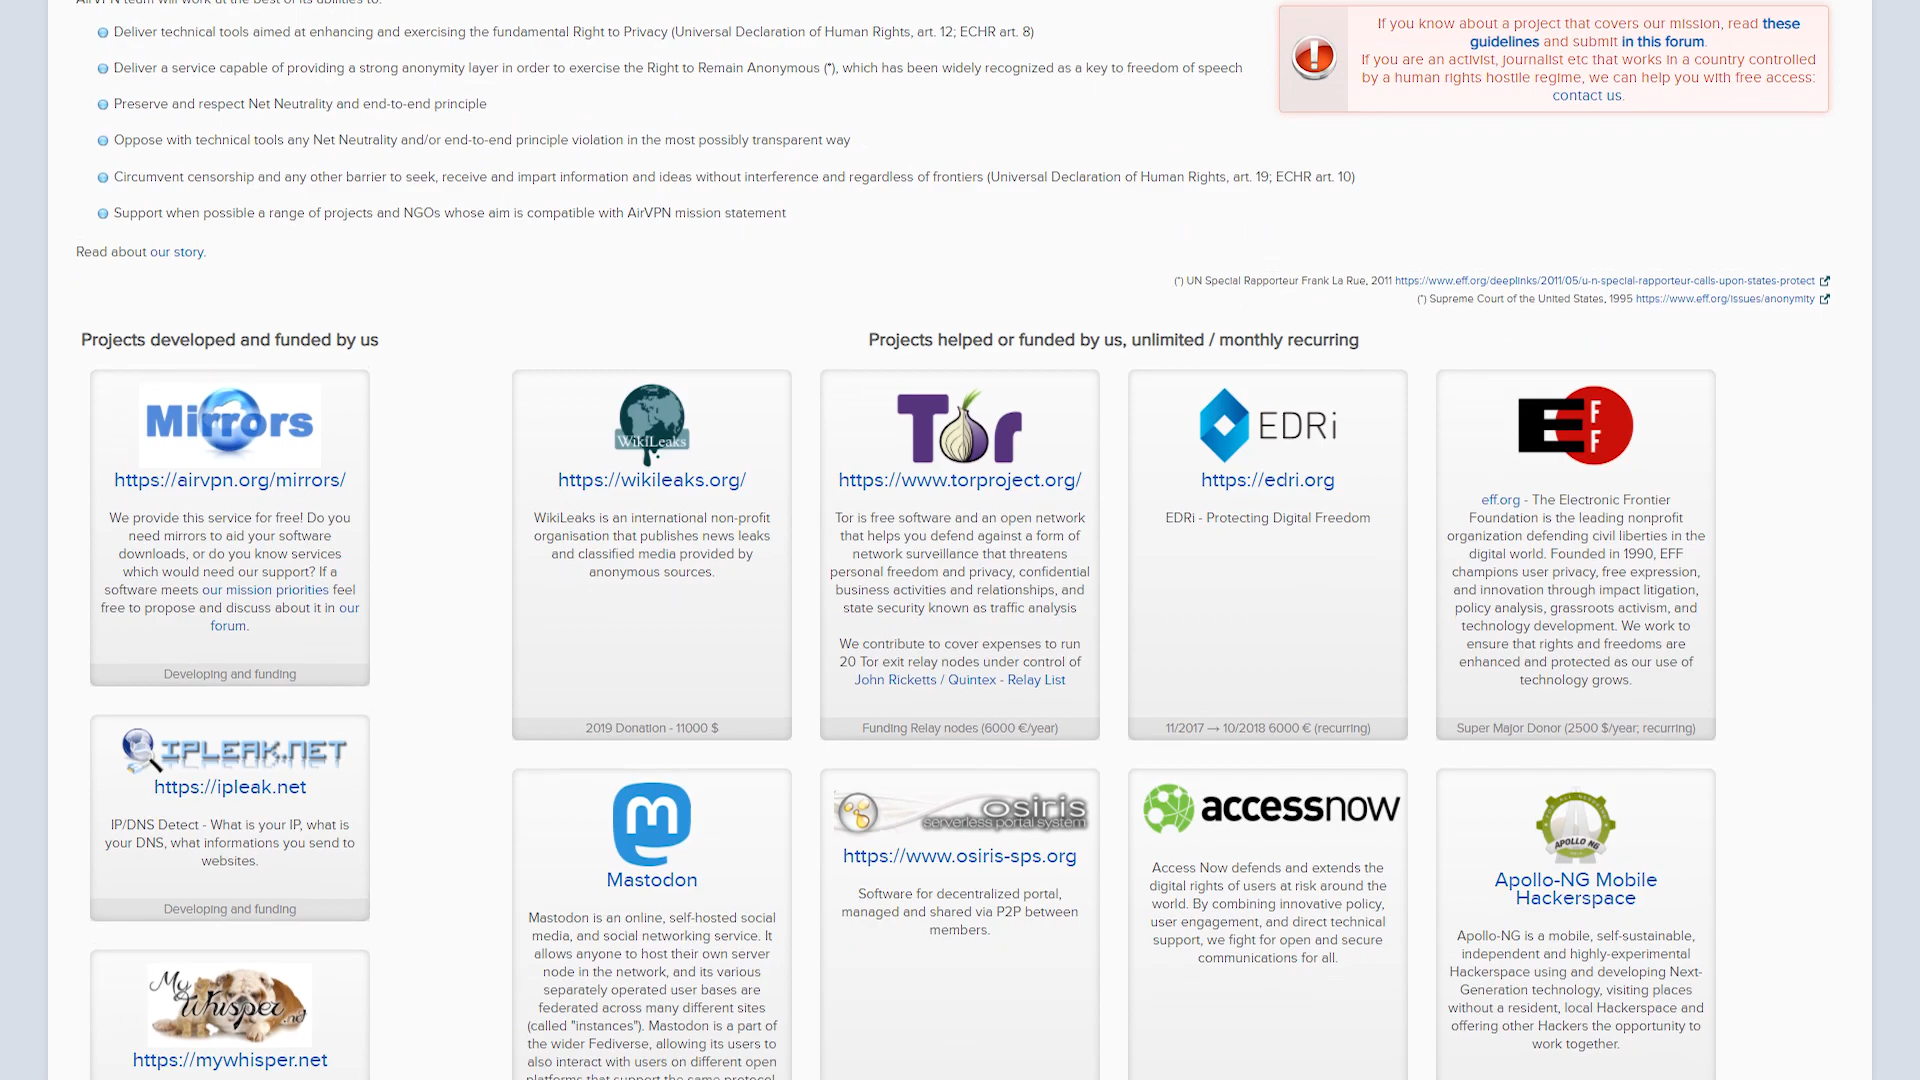 AirVPN team will work at the best of its abilities to:
Deliver technical tools aimed at enhancing and exercising the fundamental Right to Privacy (Universal Declaration of Human Rights, art. 12; ECHR art. 8)
Deliver a service capable of providing a strong anonymity layer in order to exercise the Right to Remain Anonymous (*), which has been widely recognized as a key to freedom of speech
Preserve and respect Net Neutrality and end-to-end principle
Oppose with technical tools any Net Neutrality and/or end-to-end principle violation in the most possibly transparent way
Circumvent censorship and any other barrier to seek, receive and impart information and ideas without interference and regardless of frontiers (Universal Declaration of Human Rights, art. 19; ECHR art. 10)
Support when possible a range of projects and NGOs whose aim is compatible with AirVPN mission statement
Read about our story.
If you know about a project that covers our mission, read these
guidelines and submit in this forum.
If you are an activist, journalist etc that works in a country controlled
by a human rights hostile regime, we can help you with free access:
contact us.
(*) UN Special Rapporteur Frank La Rue, 2011 https://www.eff.org/deeplinks/2011/05/u-n-special-rapporteur-calls-upon-states-protect
(*) Supreme Court of the United States, 1995 https://www.eff.org/issues/anonymity
Projects developed and funded by us
Mirrors
https://airvpn.org/mirrors/
We provide this service for free! Do you
need mirrors to aid your software
downloads, or do you know services
which would need our support? If a
software meets our mission priorities feel
free to propose and discuss about it in our
forum.
Developing and funding
IPLEAK.NET
https://ipleak.net
IP/DNS Detect - What is your IP, what is
your DNS, what informations you send to
websites.
Developing and funding
My
Whisper.net
https://mywhisper.net
Projects helped or funded by us, unlimited / monthly recurring
WikiLeaks
https://wikileaks.org/
WikiLeaks is an international non-profit
organisation that publishes news leaks
and classified media provided by
anonymous sources.
2019 Donation - 11000 $
Tor
https://www.torproject.org/
Tor is free software and an open network
that helps you defend against a form of
network surveillance that threatens
personal freedom and privacy, confidential
business activities and relationships, and
state security known as traffic analysis
We contribute to cover expenses to run
20 Tor exit relay nodes under control of
John Ricketts / Quintex - Relay List
Funding Relay nodes (6000 €/year)
EDRi
https://edri.org
EDRi - Protecting Digital Freedom
11/2017 → 10/2018 6000 € (recurring)
EFF
eff.org - The Electronic Frontier
Foundation is the leading nonprofit
organization defending civil liberties in the
digital world. Founded in 1990, EFF
champions user privacy, free expression,
and innovation through impact litigation,
policy analysis, grassroots activism, and
technology development. We work to
ensure that rights and freedoms are
enhanced and protected as our use of
technology grows.
Super Major Donor (2500 $/year; recurring)
m
Mastodon
Mastodon is an online, self-hosted social
media, and social networking service. It
allows anyone to host their own server
node in the network, and its various
separately operated user bases are
federated across many different sites
(called "instances"). Mastodon is a part of
the wider Fediverse, allowing its users to
also interact with users on different open
platforms that support the same protocol
osiris
serverless portal system
https://www.osiris-sps.org
Software for decentralized portal,
managed and shared via P2P between
members.
accessnow
Access Now defends and extends the
digital rights of users at risk around the
world. By combining innovative policy,
user engagement, and direct technical
support, we fight for open and secure
communications for all.
APOLLO NG
Apollo-NG Mobile
Hackerspace
Apollo-NG is a mobile, self-sustainable,
independent and highly-experimental
Hackerspace using and developing Next-
Generation technology, visiting places
without a resident, local Hackerspace and
offering other Hackers the opportunity to
work together.